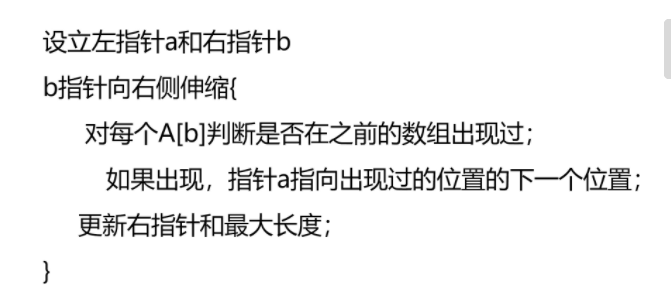 设立左指针a和右指针b
b指针向右侧伸缩{
对每个A[b]判断是否在之前的数组出现过；
如果出现，指针a指向出现过的位置的下一个位置；
更新右指针和最大长度；
}